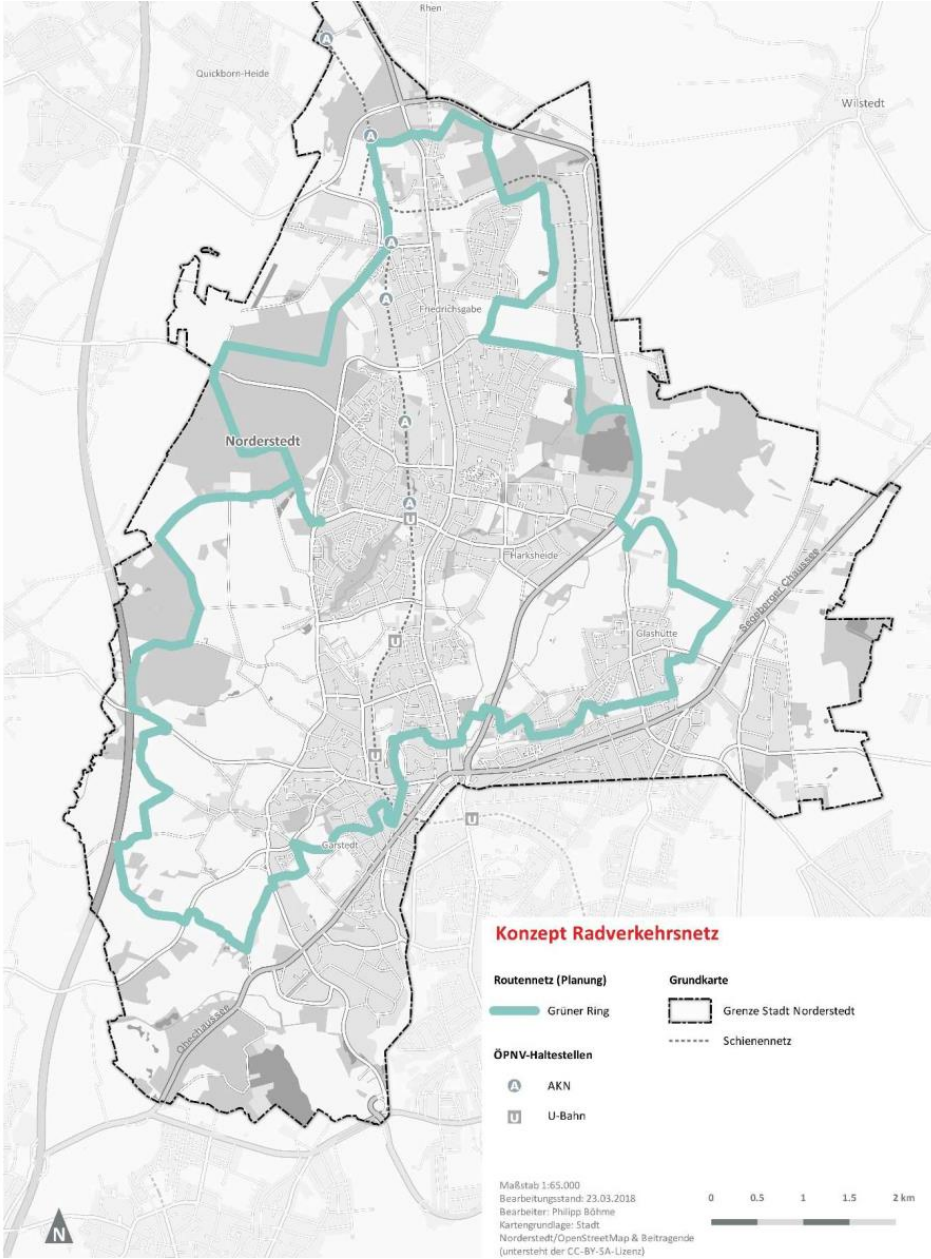 Rhen
A
Quickborn-Heide
Wilstedt
A
A
A
Friedrichsgabe
A
Norderstedt
A
U
Harksheide
Segeberger Chaussee
Glashütte
U
U
U
Garstedt
Ohechaussee
Konzept Radverkehrsnetz
Routennetz (Planung)
Grüner Ring
ÖPNV-Haltestellen
A AKN
U U-Bahn
Grundkarte
Grenze Stadt Norderstedt
Schienennetz
Maßstab 1:65.000
Bearbeitungsstand: 23.03.2018
Bearbeiter: Philipp Böhme
Kartengrundlage: Stadt
Norderstedt/OpenStreetMap & Beitragende
(untersteht der CC-BY-SA-Lizenz)
0 0.5 1 1.5 2 km
N